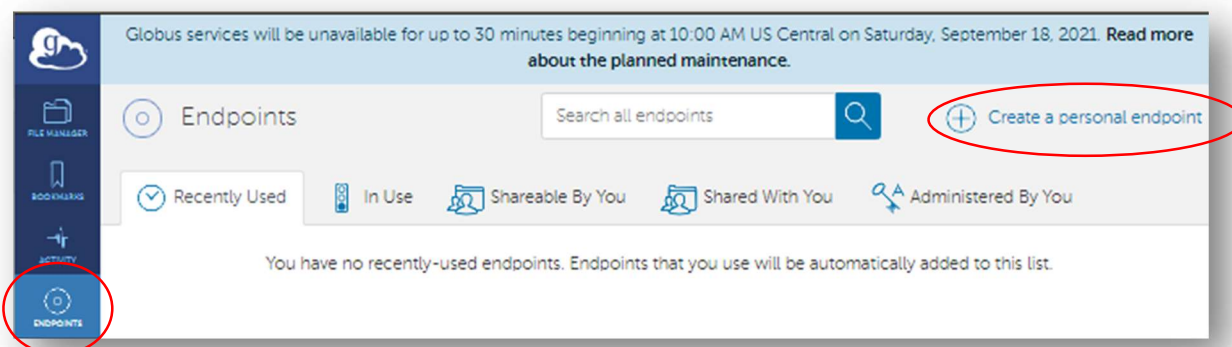 Globus services will be unavailable for up to 30 minutes beginning at 10:00 AM US Central on Saturday, September 18, 2021. Read more
about the planned maintenance.
FILE MANAGER
Endpoints
Search all endpoints
Create a personal endpoint
BOOKMARKS
Recently Used
In Use
Shareable By You
Shared With You
Administered By You
ACTIVITY
You have no recently-used endpoints. Endpoints that you use will be automatically added to this list.
ENDPOINTS